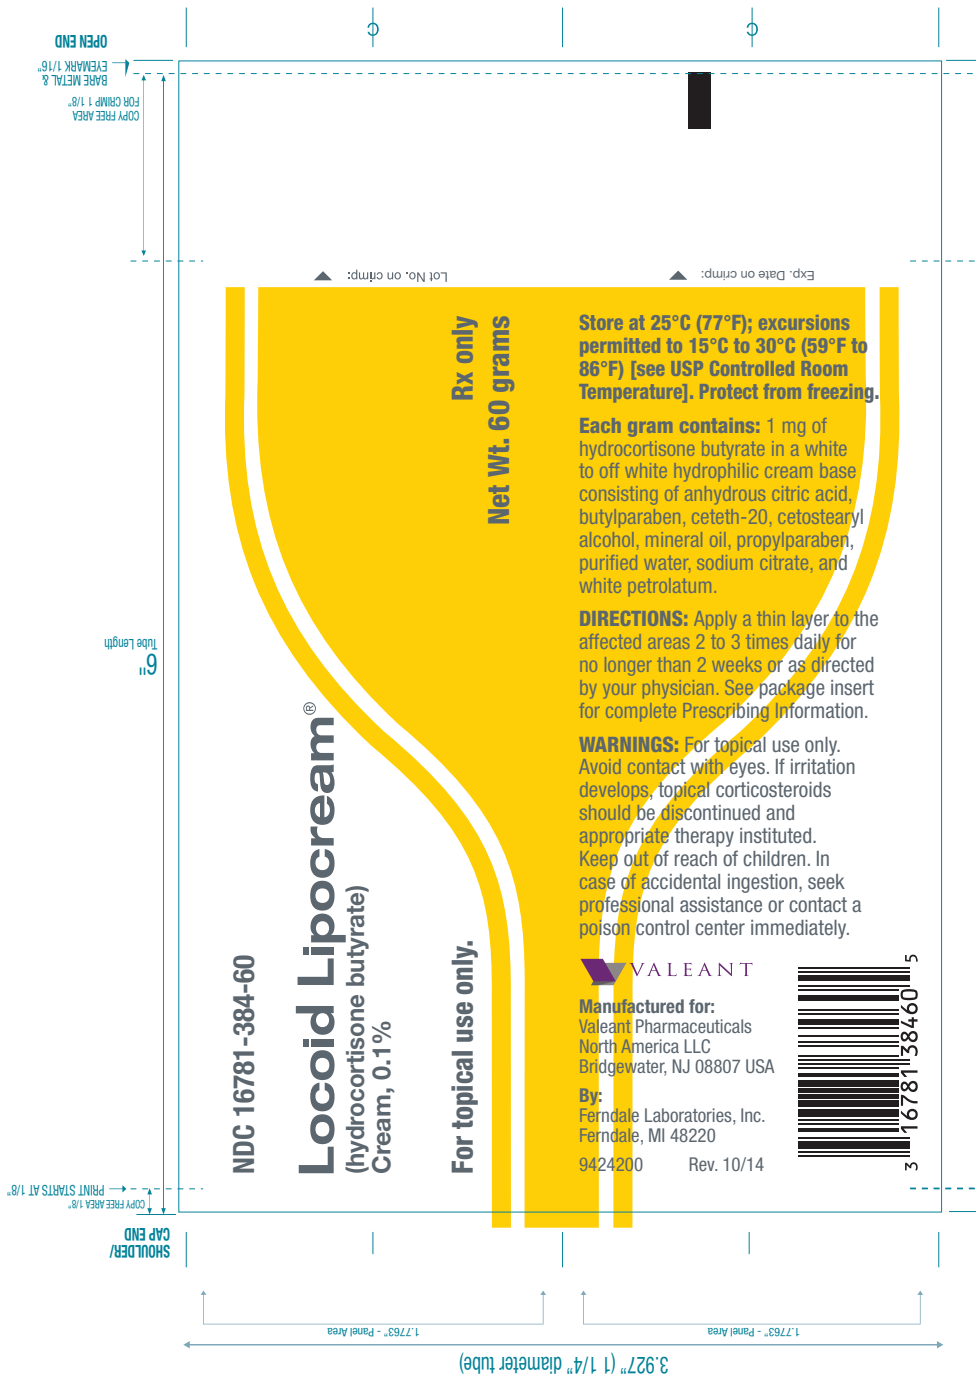 OPEN END
BARE METAL &
EYEMARK 1/16"
COPY FREE AREA
FOR CRIMP 1 1/8"
C
C
Lot No. on crimp:
Exp. Date on crimp:
6"
Tube Length
NDC 16781-384-60
Locoid Lipocream®
(hydrocortisone butyrate)
Cream, 0.1%
For topical use only.
Rx only
Net Wt. 60 grams
Store at 25°C (77°F); excursions
permitted to 15°C to 30°C (59°F to
86°F) [see USP Controlled Room
Temperature]. Protect from freezing.
Each gram contains: 1 mg of
hydrocortisone butyrate in a white
to off white hydrophilic cream base
consisting of anhydrous citric acid,
butylparaben, ceteth-20, cetostearyl
alcohol, mineral oil, propylparaben,
purified water, sodium citrate, and
white petrolatum.
DIRECTIONS: Apply a thin layer to the
affected areas 2 to 3 times daily for
no longer than 2 weeks or as directed
by your physician. See package insert
for complete Prescribing Information.
WARNINGS: For topical use only.
Avoid contact with eyes. If irritation
develops, topical corticosteroids
should be discontinued and
appropriate therapy instituted.
Keep out of reach of children. In
case of accidental ingestion, seek
professional assistance or contact a
poison control center immediately.
VALEANT
Manufactured for:
Valeant Pharmaceuticals
North America LLC
Bridgewater, NJ 08807 USA
By:
Ferndale Laboratories, Inc.
Ferndale, MI 48220
9424200 Rev. 10/14
3 16781 38460 5
PRINT STARTS AT 1/8"
COPY FREE AREA 1/8"
SHOULDER/
CAP END
1.7763" - Panel Area
1.7763" - Panel Area
3.927" (1 1/4" diameter tube)